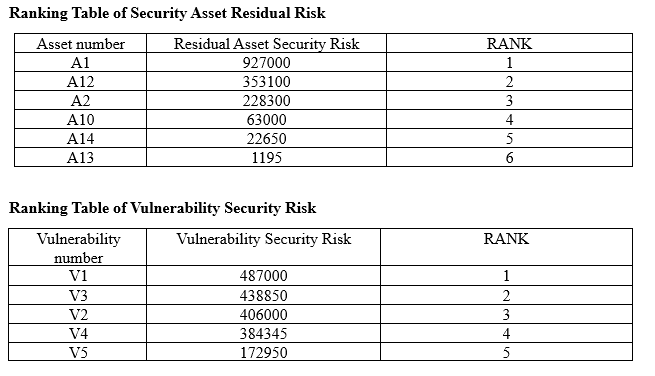 Ranking Table of Security Asset Residual Risk
Asset number Residual Asset Security Risk RANK
A1 927000 1
A12 353100 2
A2 228300 3
A10 63000 4
A14 22650 5
A13 1195 6
Ranking Table of Vulnerability Security Risk
Vulnerability Vulnerability Security Risk RANK
number
V1 487000 1
V3 438850 2
V2 406000 3
V4 384345 4
V5 172950 5